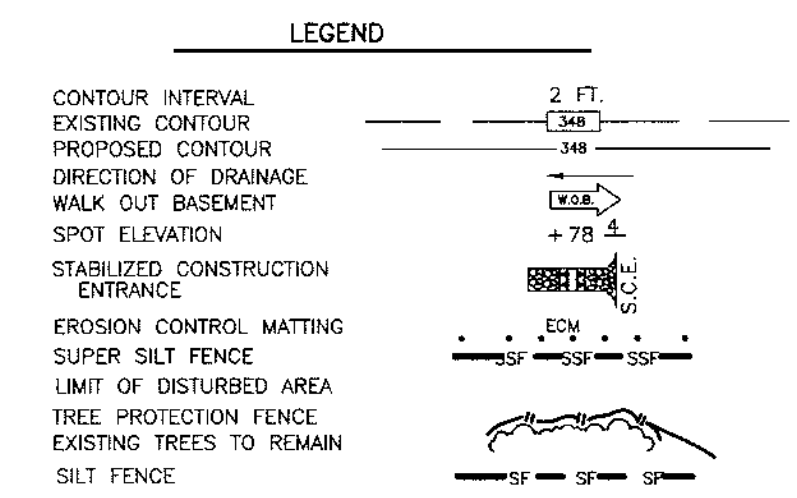 LEGEND
CONTOUR INTERVAL 2 FT.
EXISTING CONTOUR 348
PROPOSED CONTOUR 348
DIRECTION OF DRAINAGE
WALK OUT BASEMENT W.O.B.
SPOT ELEVATION +78 4
STABILIZED CONSTRUCTION
ENTRANCE S.C.E.
EROSION CONTROL MATTING ECM
SUPER SILT FENCE SSF SSF SSF
LIMIT OF DISTURBED AREA
TREE PROTECTION FENCE
EXISTING TREES TO REMAIN
SILT FENCE SF SF SF